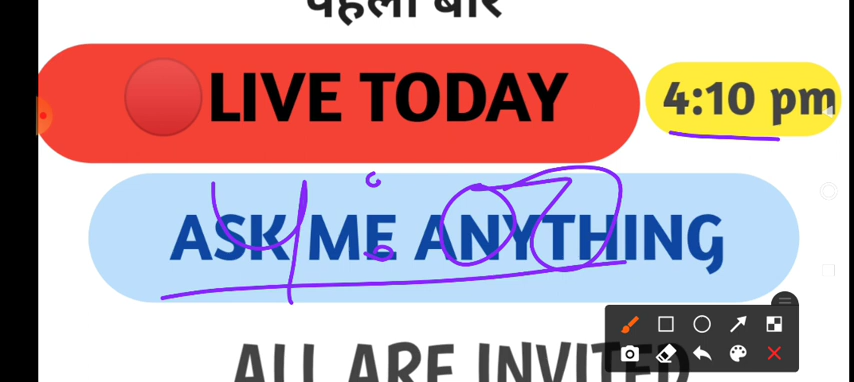 पहली बार
LIVE TODAY
4:10 pm
ASK ME ANYTHING
ALL ARE INVITED